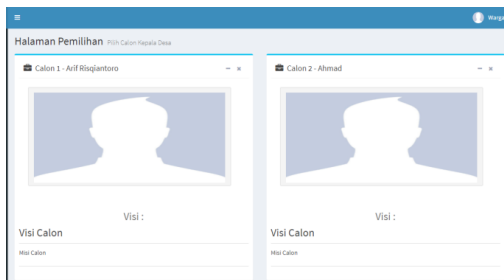 Warga
Halaman Pemilihan Pilih Calon Kepala Desa
Calon 1 - Arif Risqiantoro
Calon 2 - Ahmad
Visi :
Visi Calon
Misi Calon
Visi :
Visi Calon
Misi Calon